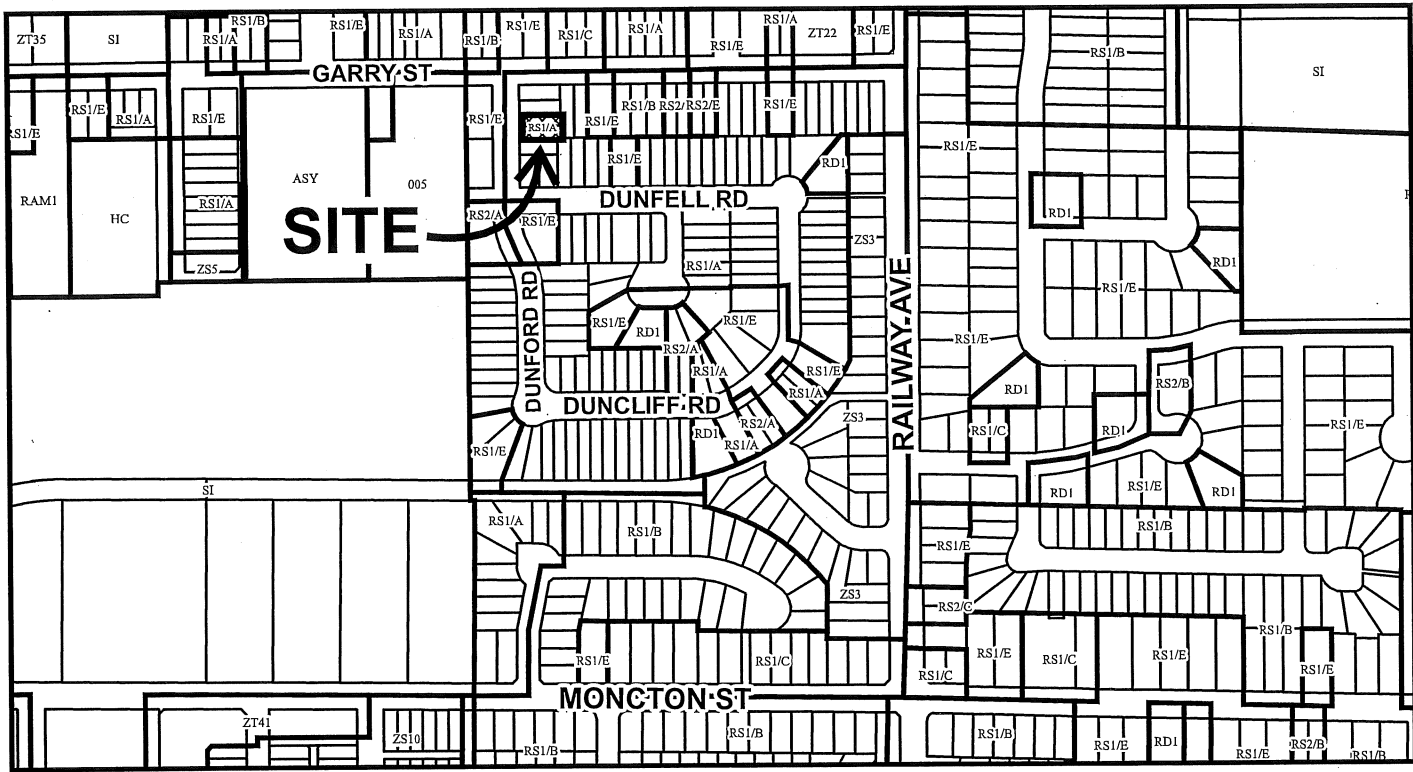 ZT35
SI
RS1/A
RS1/B
RS1/E
RS1/A
RS1/B
RS1/E
RS1/C
RS1/A
RS1/E
RS1/A
ZT22
RS1/E
RS1/B
SI
GARRY ST
RS1/E
RS1/E
RS1/A
RS1/E
RS1/E
RS1/A
RS1/E
RS1/B
RS2/
RS2/E
RS1/E
RS1/E
RS1/E
RD1
RAM1
HC
RS1/A
ZS5
ASY
005
SITE
DUNFELL RD
RS2/A
RS1/E
RS1/A
ZS3
RD1
RD1
RS1/E
DUNFORD RD
RAILWAY AVE
RS1/E
RD1
RS2/A
RS1/E
RS1/A
RS1/E
RS1/A
RS1/E
RD1
RS2/B
DUNCLIFF RD
RD1
RS1/A
RS2/A
ZS3
RS1/C
RD1
RS1/E
RS1/E
SI
RD1
RS1/E
RD1
RS1/A
RS1/B
RS1/E
RS1/B
ZS3
RS2/C
RS1/E
RS1/C
RS1/C
RS1/E
RS1/C
RS1/E
RS1/B
RS1/E
MONCTON ST
ZT41
ZS10
RS1/B
RS1/B
RS1/B
RS1/E
RD1
RS1/E
RS2/B
RS1/B